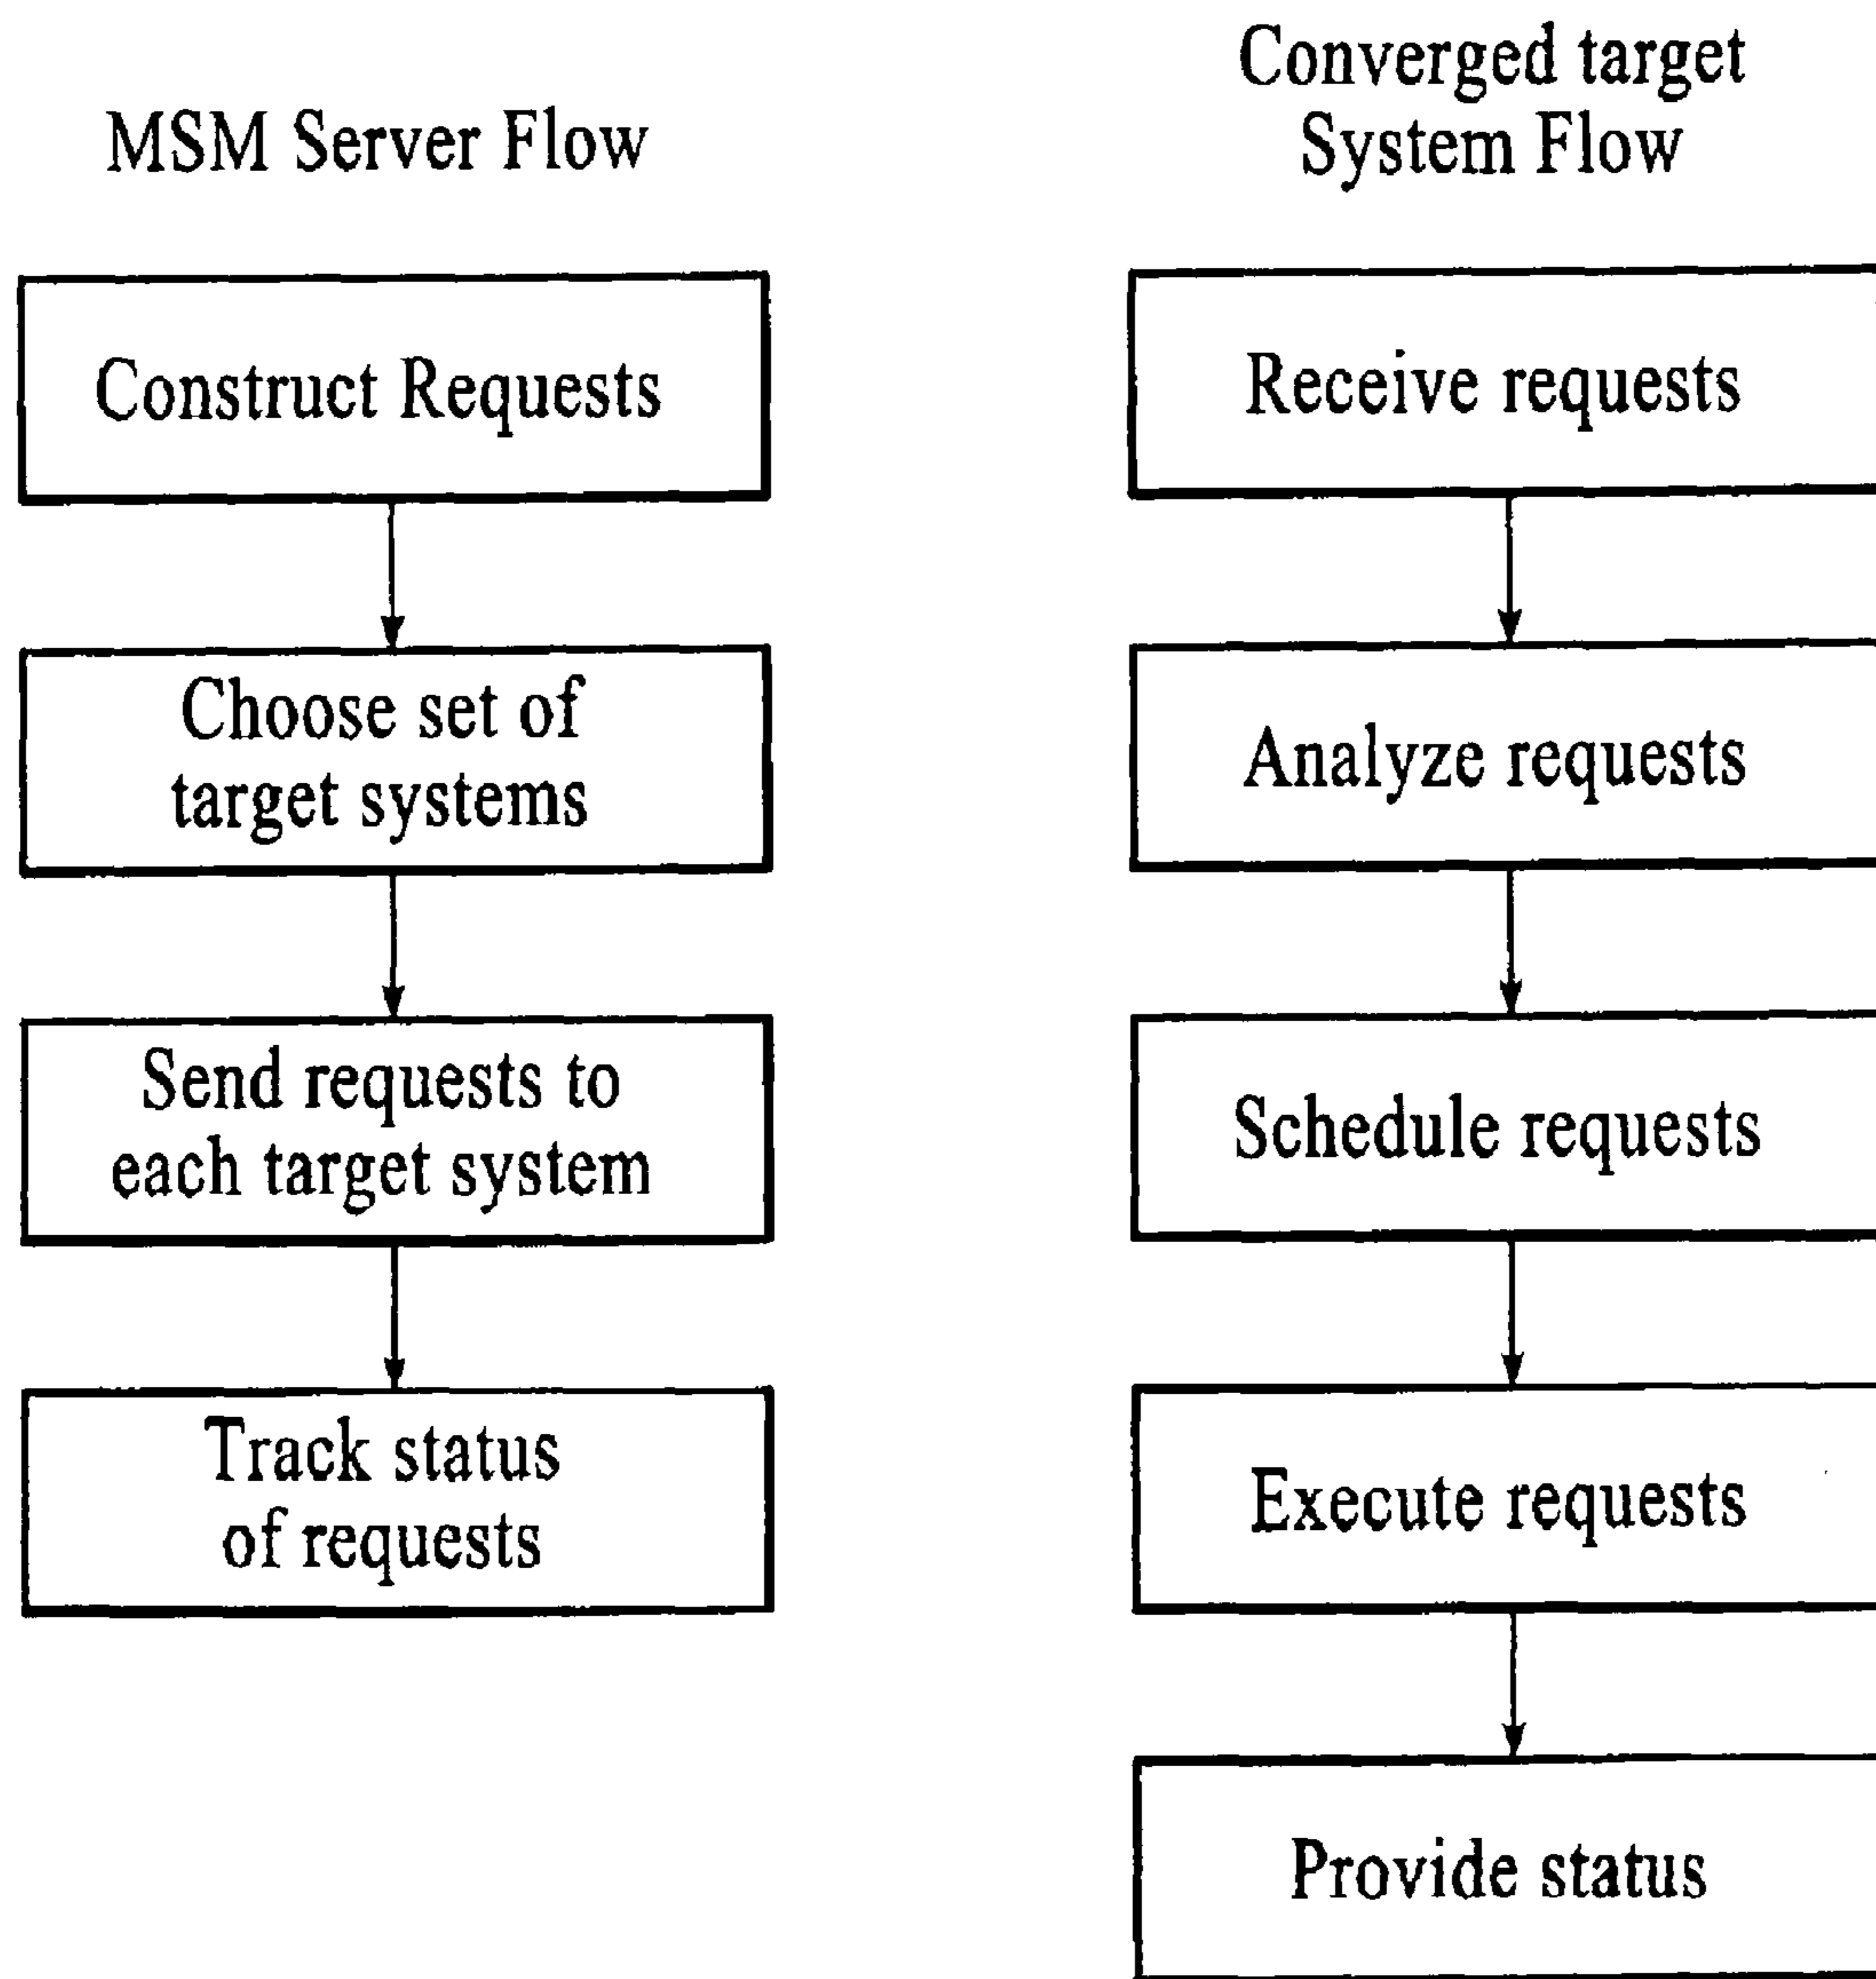 MSM Server Flow
Construct Requests
Choose set of
target systems
Send requests to
each target system
Track status
of requests
Converged target
System Flow
Receive requests
Analyze requests
Schedule requests
Execute requests
Provide status